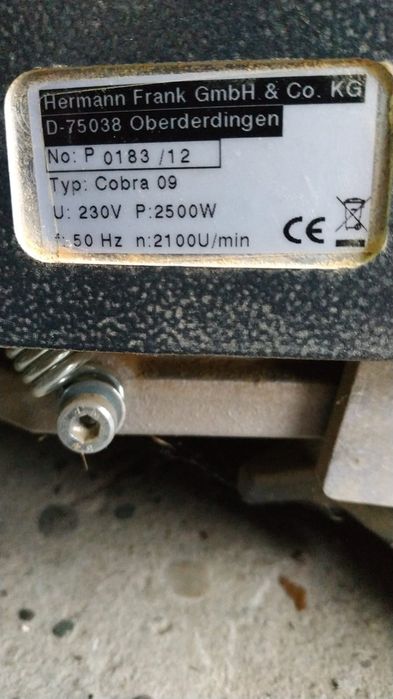 Hermann Frank GmbH & Co. KG
D-75038 Oberderdingen
No: P 0183 /12
Typ: Cobra 09
U: 230V P:2500W
f: 50 Hz n:2100U/min
CE